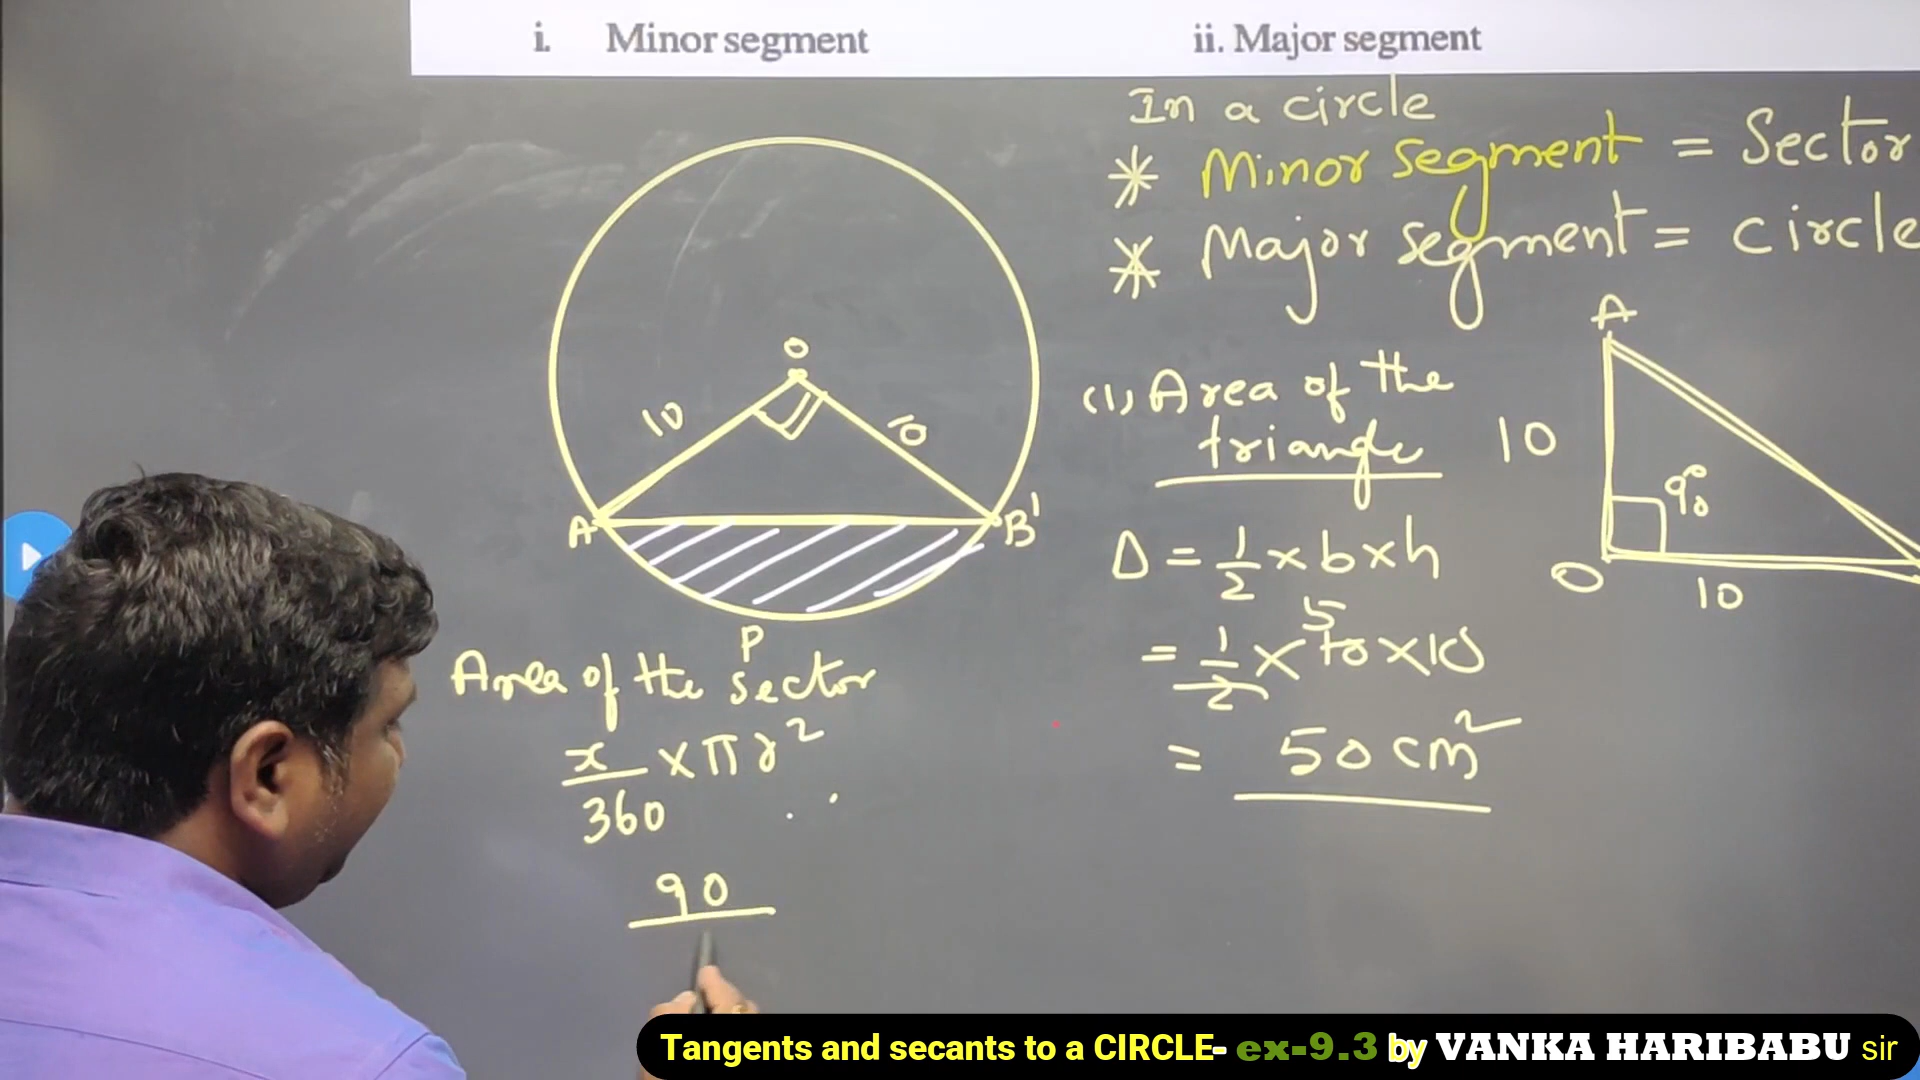 i. Minor segment
ii. Major segment
In a circle
* Minor segment = Sector
* Major segment = circle
O
10
10
A
B
P
(1) Area of the
triangle
Δ = 1/2 × b × h
5
= 1/2 × 10 × 10
= 50 cm²
A
10
90°
O
10
Area of the sector
x/360 × πr²
90
Tangents and secants to a CIRCLE- ex-9.3 by VANKA HARIBABU sir